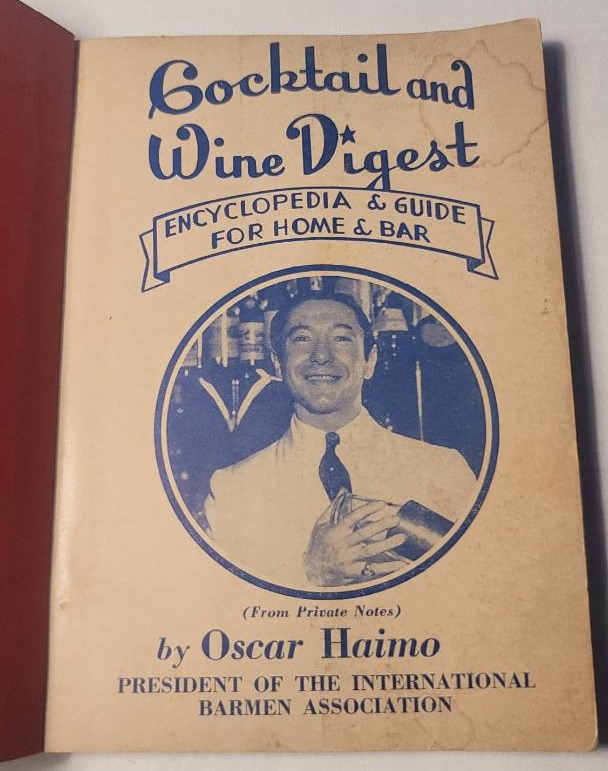 Cocktail and
Wine Digest
ENCYCLOPEDIA & GUIDE
FOR HOME & BAR
(From Private Notes)
by Oscar Haimo
PRESIDENT OF THE INTERNATIONAL
BARMEN ASSOCIATION